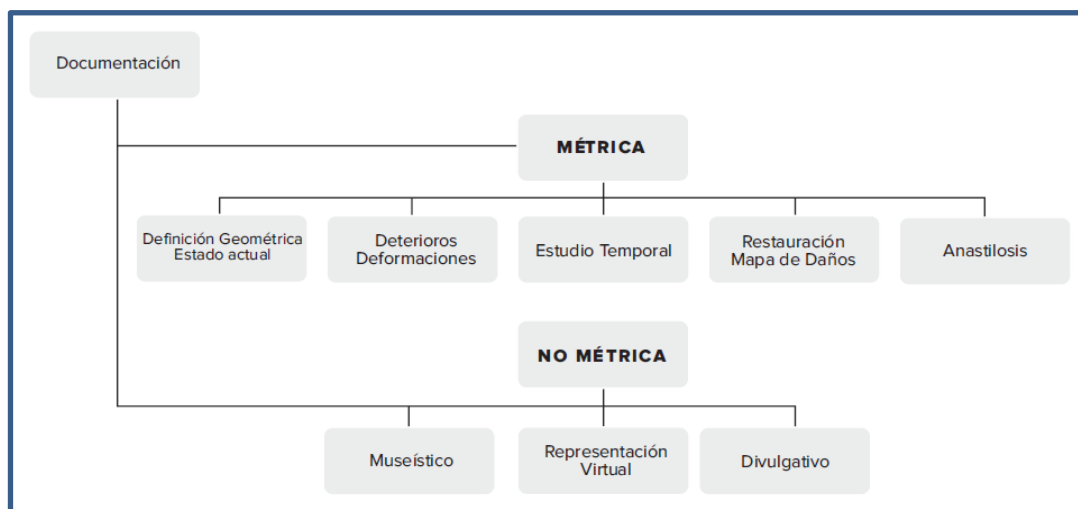 Documentación
MÉTRICA
Definición Geométrica
Estado actual
Deterioros
Deformaciones
Estudio Temporal
Restauración
Mapa de Daños
Anastilosis
NO MÉTRICA
Museístico
Representación
Virtual
Divulgativo